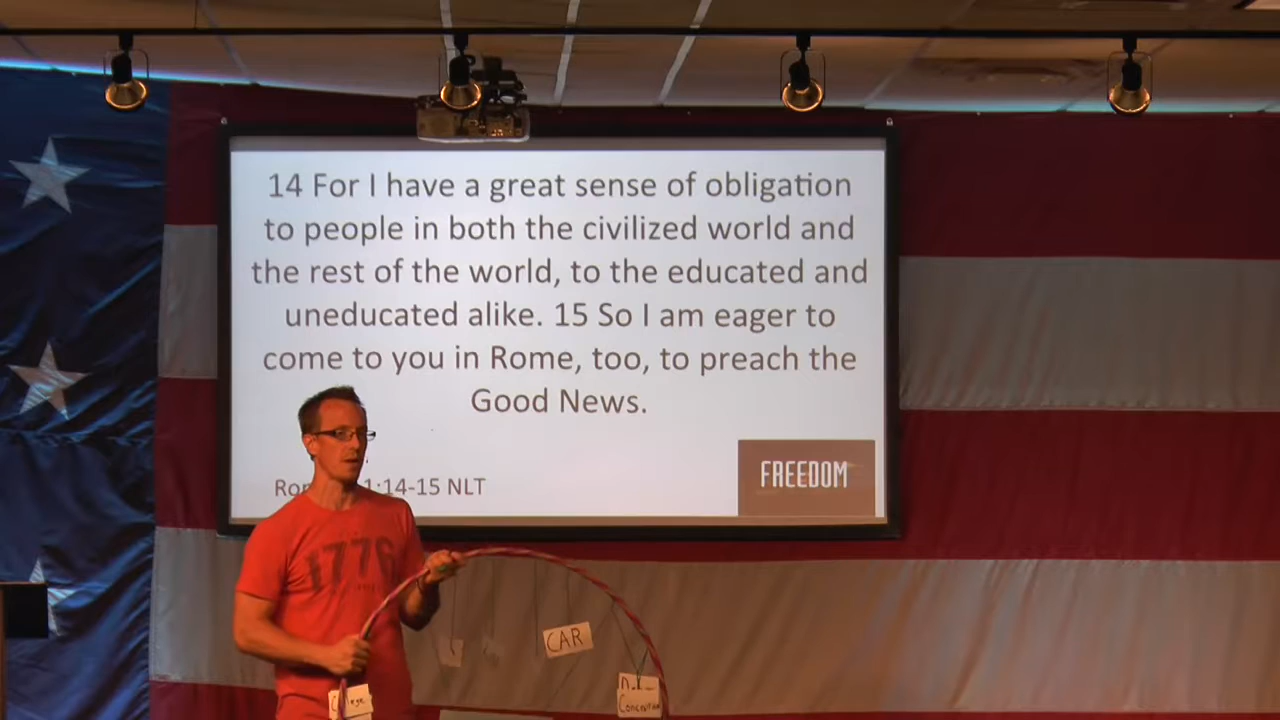 14 For I have a great sense of obligation
to people in both the civilized world and
the rest of the world, to the educated and
uneducated alike. 15 So I am eager to
come to you in Rome, too, to preach the
Good News.
1:14-15 NLT
FREEDOM
1776
CAR